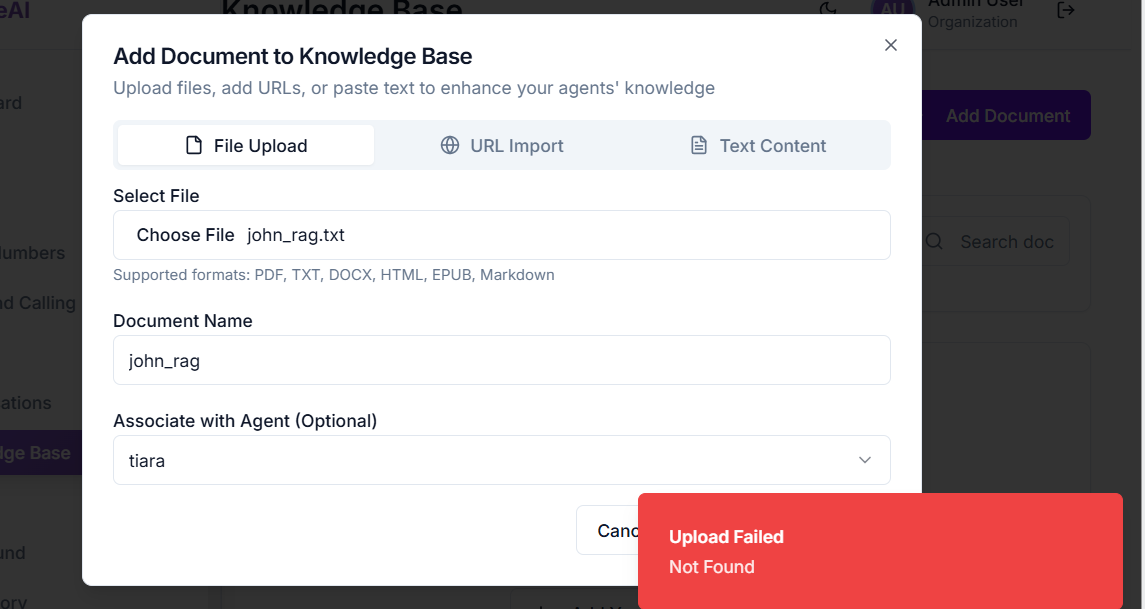 eAI
Knowledge Base
AU
Admin User
Organization
ard
Add Document
Numbers
nd Calling
Search doc
ations
dge Base
und
ory
Add Document to Knowledge Base
Upload files, add URLs, or paste text to enhance your agents' knowledge
File Upload
URL Import
Text Content
Select File
Choose File john_rag.txt
Supported formats: PDF, TXT, DOCX, HTML, EPUB, Markdown
Document Name
john_rag
Associate with Agent (Optional)
tiara
Canc
Upload Failed
Not Found